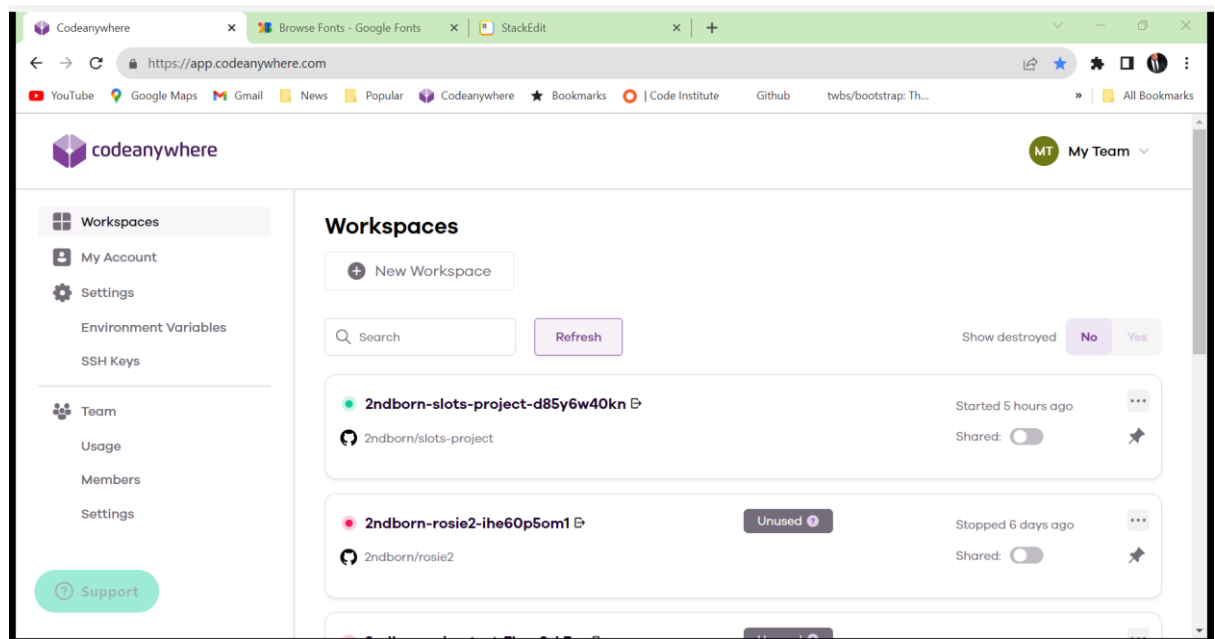 Codeanywhere
Browse Fonts - Google Fonts
StackEdit
https://app.codeanywhere.com
YouTube Google Maps Gmail News Popular Codeanywhere Bookmarks | Code Institute Github twbs/bootstrap: Th... » All Bookmarks
codeanywhere
MT My Team
Workspaces
My Account
Settings
Environment Variables
SSH Keys
Team
Usage
Members
Settings
Support
Workspaces
New Workspace
Search
Refresh
Show destroyed No Yes
2ndborn-slots-project-d85y6w40kn
Started 5 hours ago
2ndborn/slots-project
Shared:
2ndborn-rosie2-ihe60p5om1
Unused ?
Stopped 6 days ago
2ndborn/rosie2
Shared: